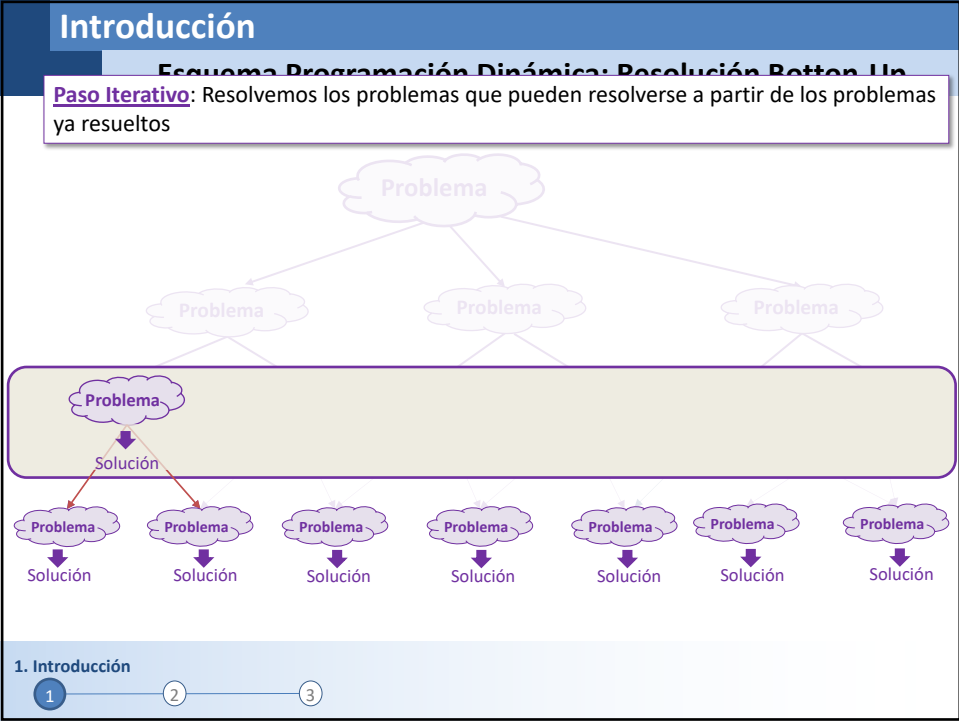 Introducción
Esquema Programación Dinámica: Resolución Botton-Up
Paso Iterativo: Resolvemos los problemas que pueden resolverse a partir de los problemas
ya resueltos
Problema
Problema Problema Problema
Problema
Solución
Problema Problema Problema Problema Problema Problema Problema
Solución Solución Solución Solución Solución Solución Solución
1. Introducción
1 2 3